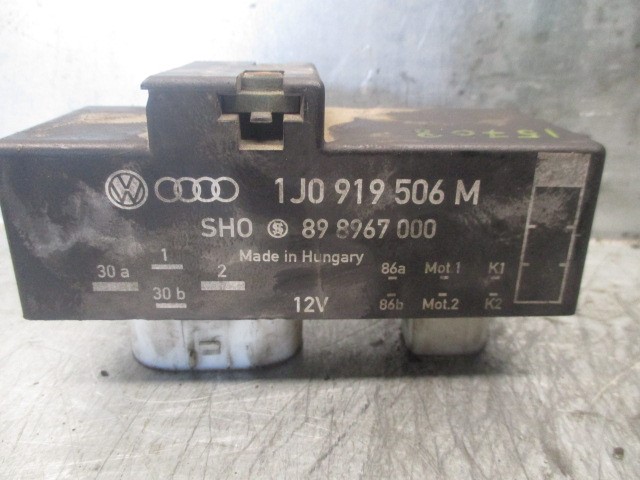 15708
1J0 919 506 M
SHO 89 8967 000
Made in Hungary
30 a 1 2 86a Mot.1 K1
30 b 12V 86b Mot.2 K2